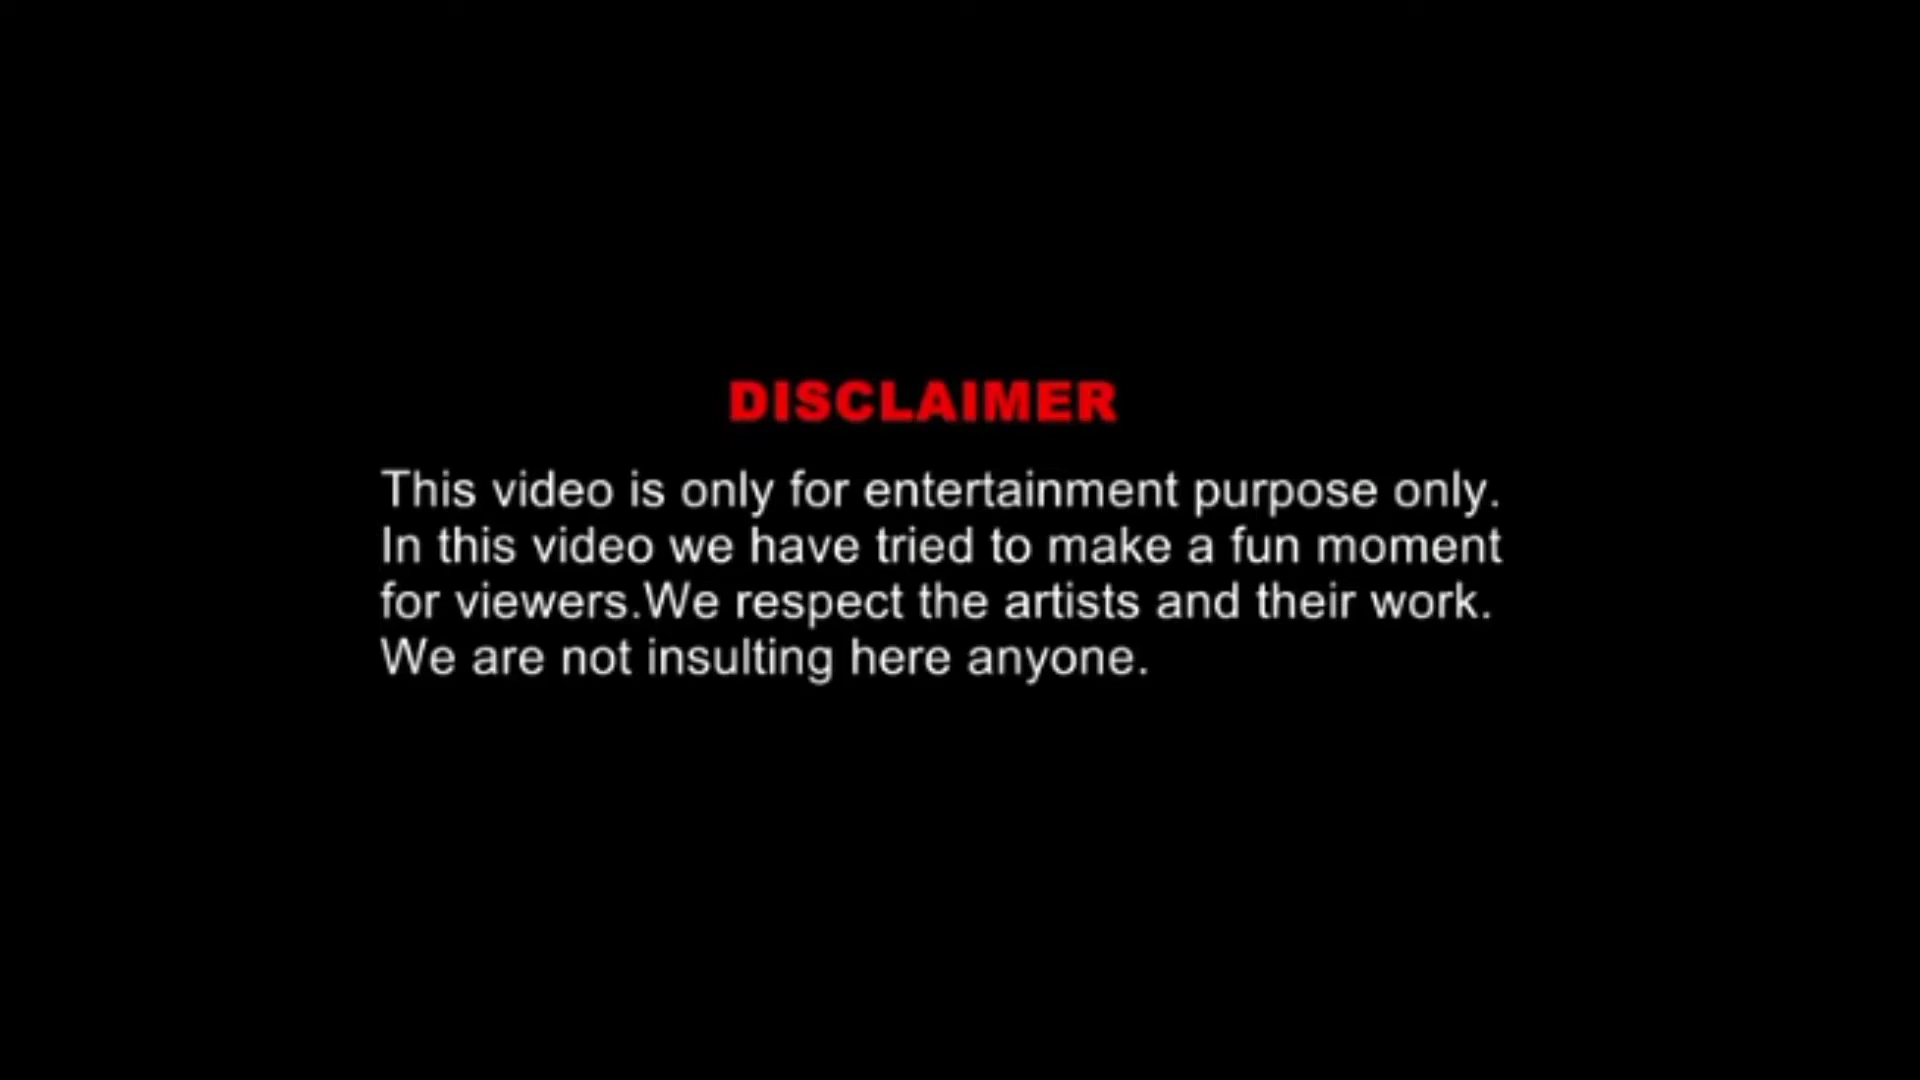 DISCLAIMER
This video is only for entertainment purpose only.
In this video we have tried to make a fun moment
for viewers.We respect the artists and their work.
We are not insulting here anyone.